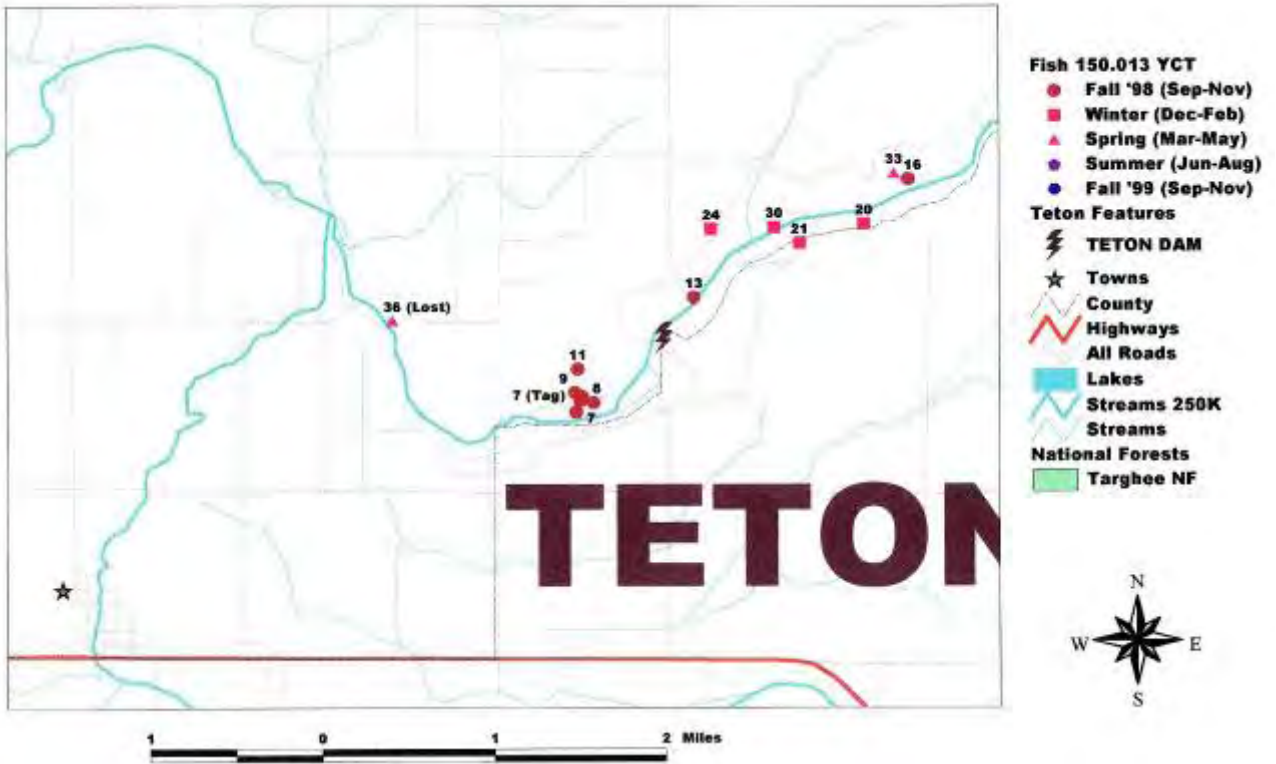 33
16
24
30
20
21
13
36 (Lost)
11
9
8
7 (Tag)
7
TETON
Fish 150.013 YCT
Fall '98 (Sep-Nov)
Winter (Dec-Feb)
Spring (Mar-May)
Summer (Jun-Aug)
Fall '99 (Sep-Nov)
Teton Features
TETON DAM
Towns
County
Highways
All Roads
Lakes
Streams 250K
Streams
National Forests
Targhee NF
N
W E
S
1 0 1 2 Miles